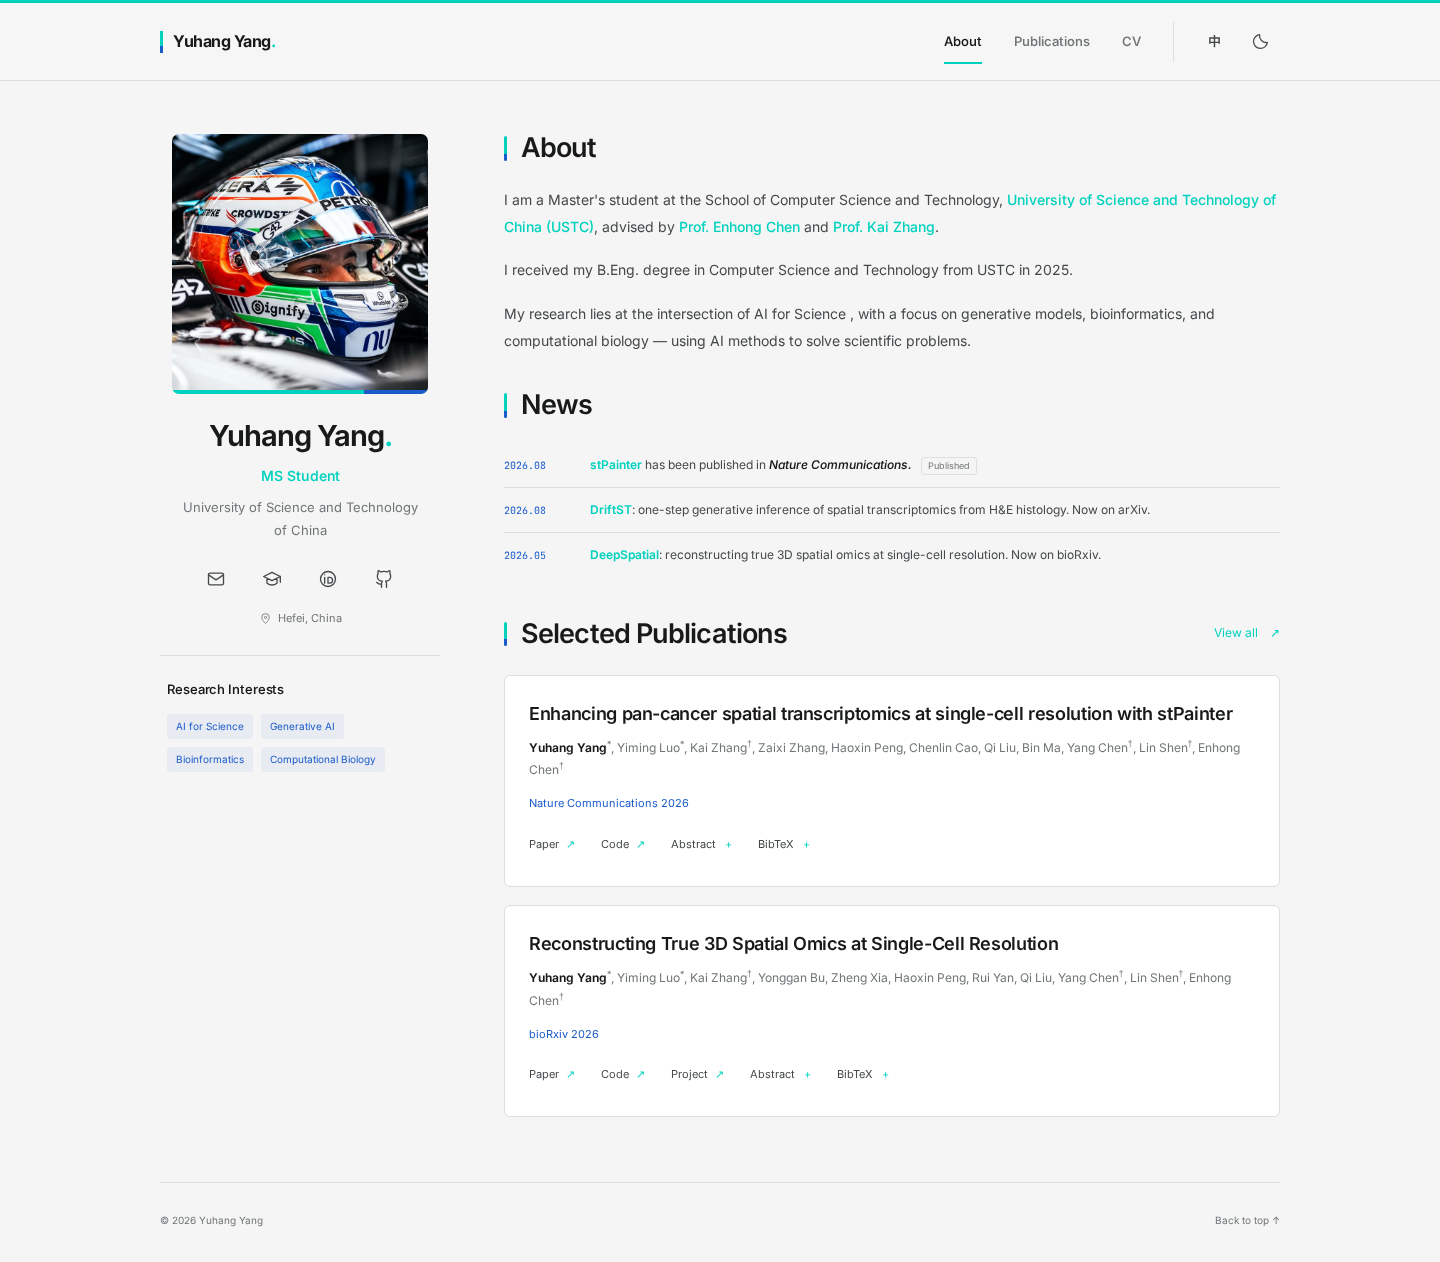 Yuhang Yang.
About
Publications
CV
中
CROWDST
G42
PETRON
Signify
WhatsApp
nu
G42
Yuhang Yang.
MS Student
University of Science and Technology
of China
iD
Hefei, China
Research Interests
AI for Science
Generative AI
Bioinformatics
Computational Biology
About
I am a Master's student at the School of Computer Science and Technology, University of Science and Technology of
China (USTC), advised by Prof. Enhong Chen and Prof. Kai Zhang.
I received my B.Eng. degree in Computer Science and Technology from USTC in 2025.
My research lies at the intersection of AI for Science , with a focus on generative models, bioinformatics, and
computational biology — using AI methods to solve scientific problems.
News
2026.08 stPainter has been published in Nature Communications. Published
2026.08 DriftST: one-step generative inference of spatial transcriptomics from H&E histology. Now on arXiv.
2026.05 DeepSpatial: reconstructing true 3D spatial omics at single-cell resolution. Now on bioRxiv.
Selected Publications
View all ↗
Enhancing pan-cancer spatial transcriptomics at single-cell resolution with stPainter
Yuhang Yang*, Yiming Luo*, Kai Zhang†, Zaixi Zhang, Haoxin Peng, Chenlin Cao, Qi Liu, Bin Ma, Yang Chen†, Lin Shen†, Enhong
Chen†
Nature Communications 2026
Paper ↗ Code ↗ Abstract + BibTeX +
Reconstructing True 3D Spatial Omics at Single-Cell Resolution
Yuhang Yang*, Yiming Luo*, Kai Zhang†, Yonggan Bu, Zheng Xia, Haoxin Peng, Rui Yan, Qi Liu, Yang Chen†, Lin Shen†, Enhong
Chen†
bioRxiv 2026
Paper ↗ Code ↗ Project ↗ Abstract + BibTeX +
© 2026 Yuhang Yang
Back to top ↑